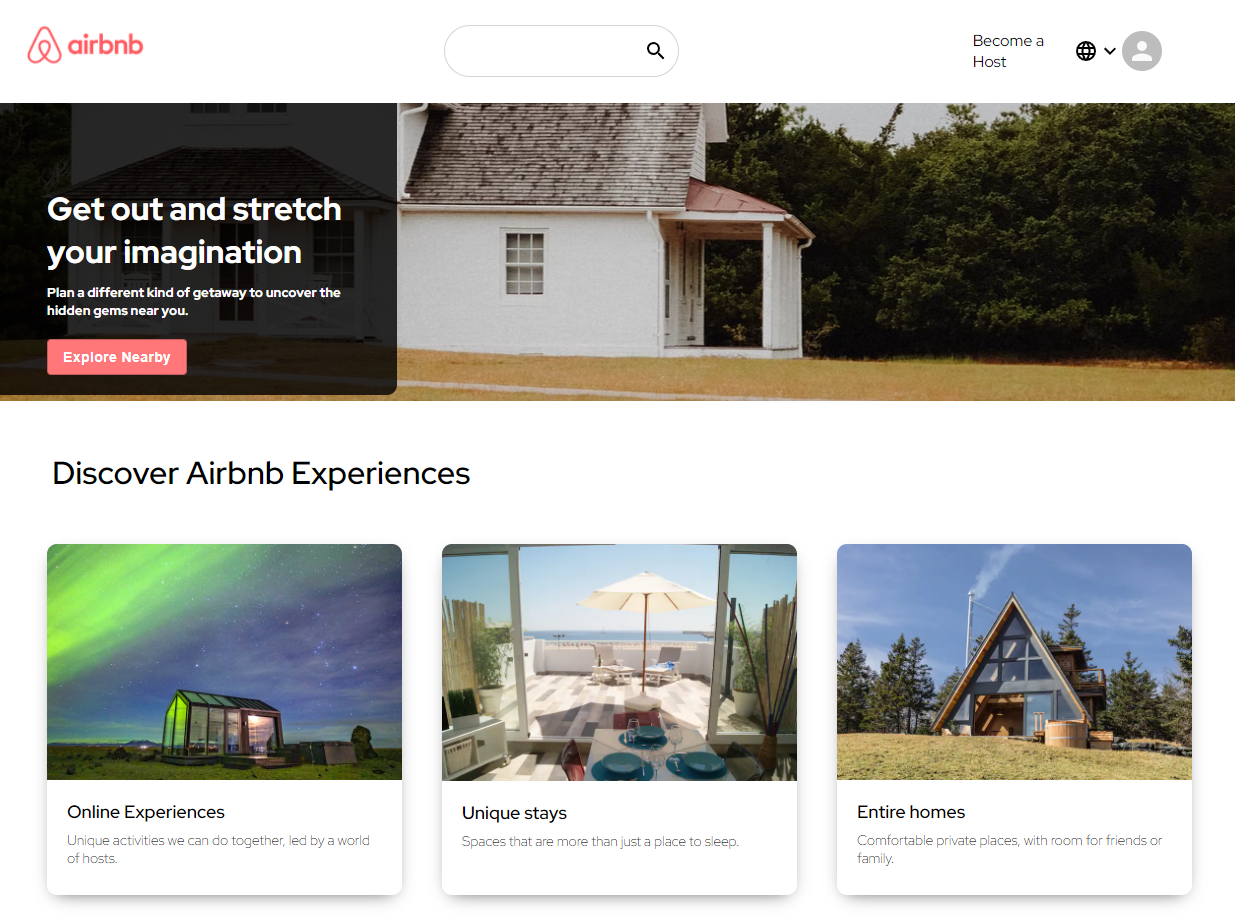 airbnb
Become a
Host
Get out and stretch
your imagination
Plan a different kind of getaway to uncover the
hidden gems near you.
Explore Nearby
Discover Airbnb Experiences
Online Experiences
Unique activities we can do together, led by a world
of hosts.
Unique stays
Spaces that are more than just a place to sleep.
Entire homes
Comfortable private places, with room for friends or
family.